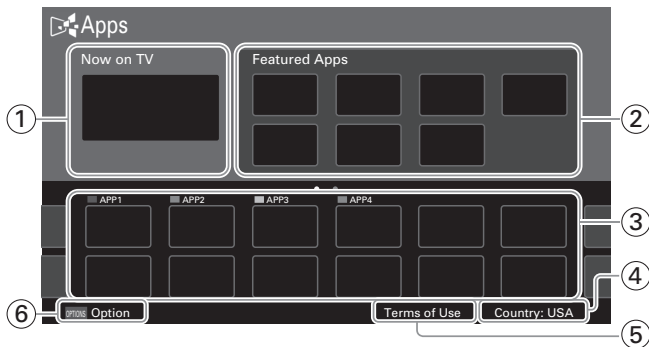 Apps
Now on TV
Featured Apps
1
2
APP1
APP2
APP3
APP4
3
4
6
OPTIONS Option
Terms of Use
Country: USA
5